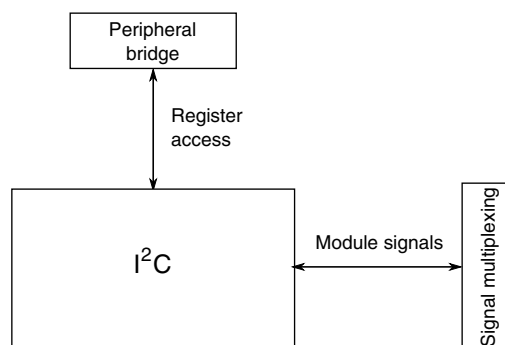 Peripheral
bridge
Register
access
I²C
Module signals
Signal multiplexing